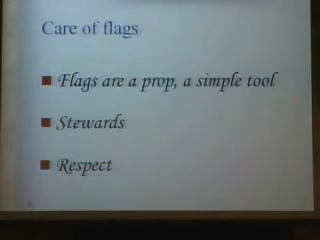 Care of flags
Flags are a prop, a simple tool
Stewards
Respect